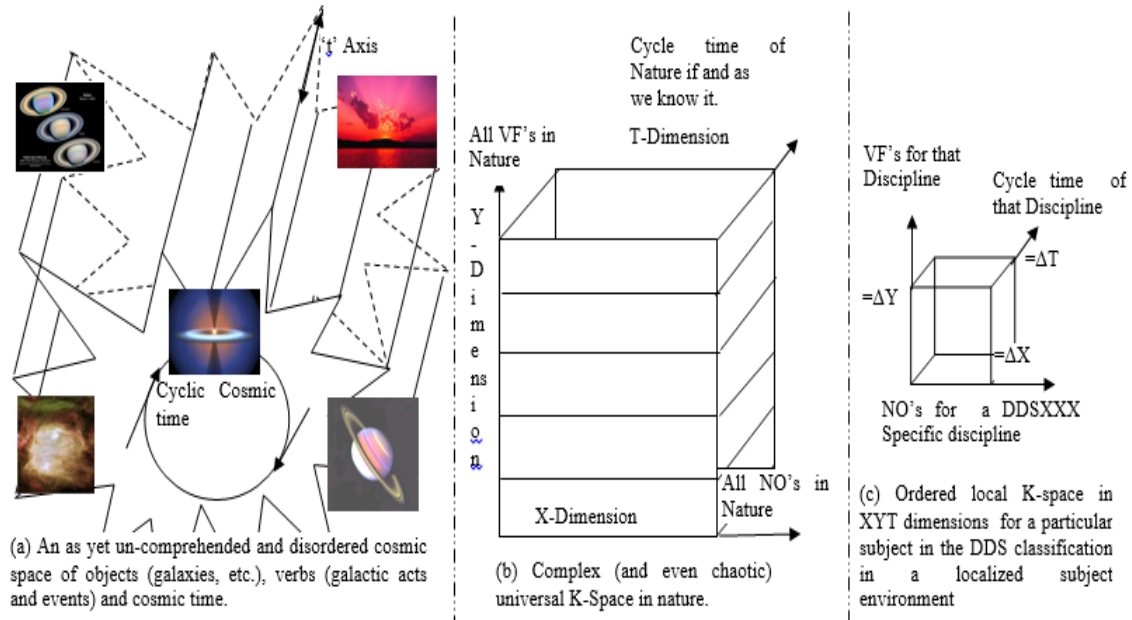 't' Axis
Cyclic Cosmic
time
(a) An as yet un-comprehended and disordered cosmic
space of objects (galaxies, etc.), verbs (galactic acts
and events) and cosmic time.
Cycle time of
Nature if and as
we know it.
T-Dimension
All VF's in
Nature
Y
-
D
i
m
e
ns
i
o
n
X-Dimension
All NO's in
Nature
(b) Complex (and even chaotic)
universal K-Space in nature.
VF's for that
Discipline
Cycle time of
that Discipline
=ΔT
=ΔY
=ΔX
NO's for a DDSXXX
Specific discipline
(c) Ordered local K-space in
XYT dimensions for a particular
subject in the DDS classification
in a localized subject
environment